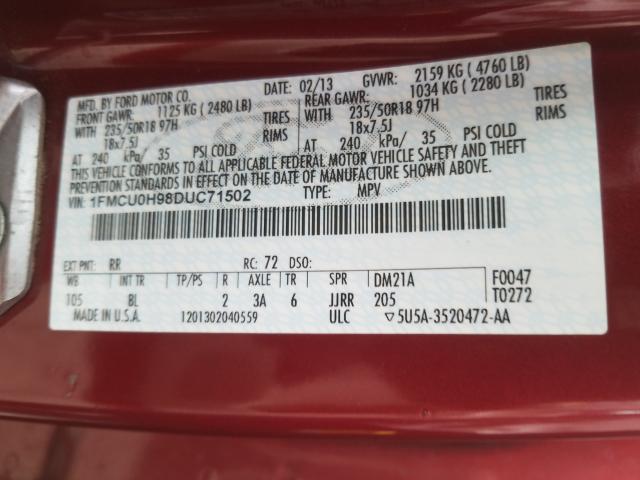 MFD. BY FORD MOTOR CO. DATE: 02/13 GVWR: 2159 KG ( 4760 LB)
FRONT GAWR: 1125 KG ( 2480 LB) REAR GAWR: 1034 KG ( 2280 LB)
WITH 235/50R18 97H TIRES WITH 235/50R18 97H TIRES
18x7.5J RIMS 18x7.5J RIMS
AT 240 kPa/ 35 PSI COLD AT 240 kPa/ 35 PSI COLD
THIS VEHICLE CONFORMS TO ALL APPLICABLE FEDERAL MOTOR VEHICLE SAFETY AND THEFT
PREVENTION STANDARDS IN EFFECT ON THE DATE OF MANUFACTURE SHOWN ABOVE.
VIN: 1FMCU0H98DUC71502 TYPE: MPV
EXT PNT: RR RC: 72 DSO:
WB INT TR TP/PS R AXLE TR SPR DM21A F0047
105 BL 2 3A 6 JJRR 205 T0272
MADE IN U.S.A. 1201302040559 ULC ▽5U5A-3520472-AA